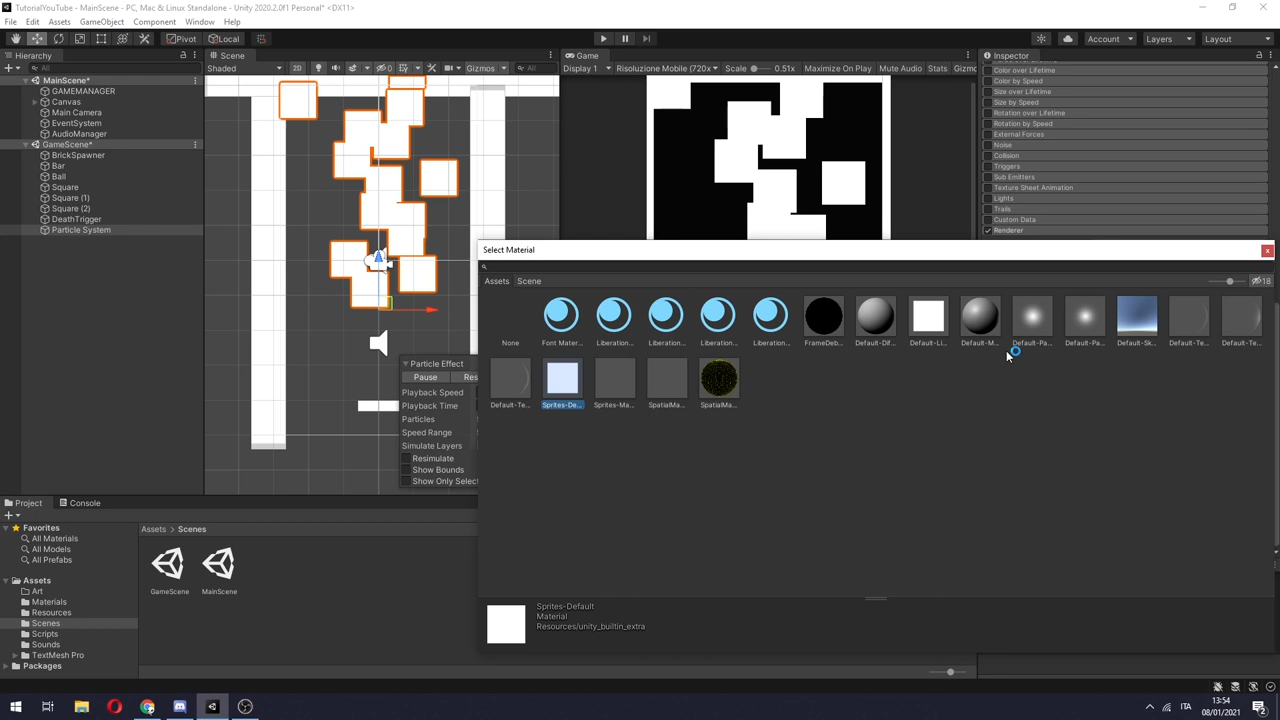 TutorialYouTube - MainScene - PC, Mac & Linux Standalone - Unity 2020.2.0f1 Personal* <DX11>
File Edit Assets GameObject Component Window Help
Pivot Local Account Layers Layout
Hierarchy
All
MainScene*
GAMEMANAGER
Canvas
Main Camera
EventSystem
AudioManager
GameScene*
BrickSpawner
Bar
Ball
Square
Square (1)
Square (2)
DeathTrigger
Particle System
Scene
Shaded 2D 0 Gizmos All
Game
Display 1 Risoluzione Mobile (720x Scale 0.51x Maximize On Play Mute Audio Stats Gizmo
Inspector
Color over Lifetime
Color by Speed
Size over Lifetime
Size by Speed
Rotation over Lifetime
Rotation by Speed
External Forces
Noise
Collision
Triggers
Sub Emitters
Texture Sheet Animation
Lights
Trails
Custom Data
Renderer
Particle Effect
Pause Res
Playback Speed
Playback Time
Particles
Speed Range
Simulate Layers
Resimulate
Show Bounds
Show Only Selec
Select Material
x
Assets Scene 18
None Font Mater... Liberation... Liberation... Liberation... Liberation... FrameDeb... Default-Dif... Default-Li... Default-M... Default-Pa... Default-Pa... Default-Sk... Default-Te... Default-Te...
Default-Te... Sprites-De... Sprites-Ma... SpatialMa... SpatialMa...
Sprites-Default
Material
Resources/unity_builtin_extra
Project Console
Favorites
All Materials
All Models
All Prefabs
Assets
Art
Materials
Resources
Scenes
Scripts
Sounds
TextMesh Pro
Packages
Assets > Scenes
GameScene MainScene
ITA
13:54
08/01/2021
2